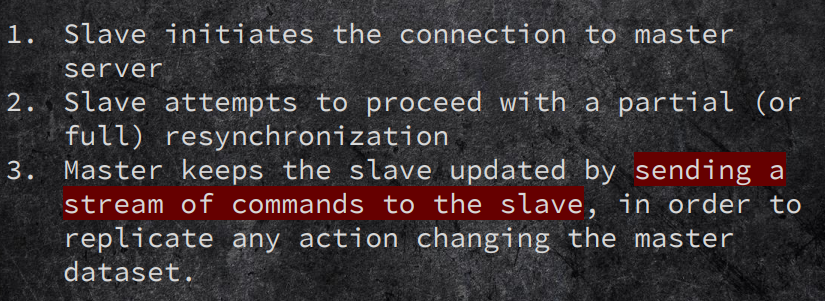 1. Slave initiates the connection to master
server
2. Slave attempts to proceed with a partial (or
full) resynchronization
3. Master keeps the slave updated by sending a
stream of commands to the slave, in order to
replicate any action changing the master
dataset.